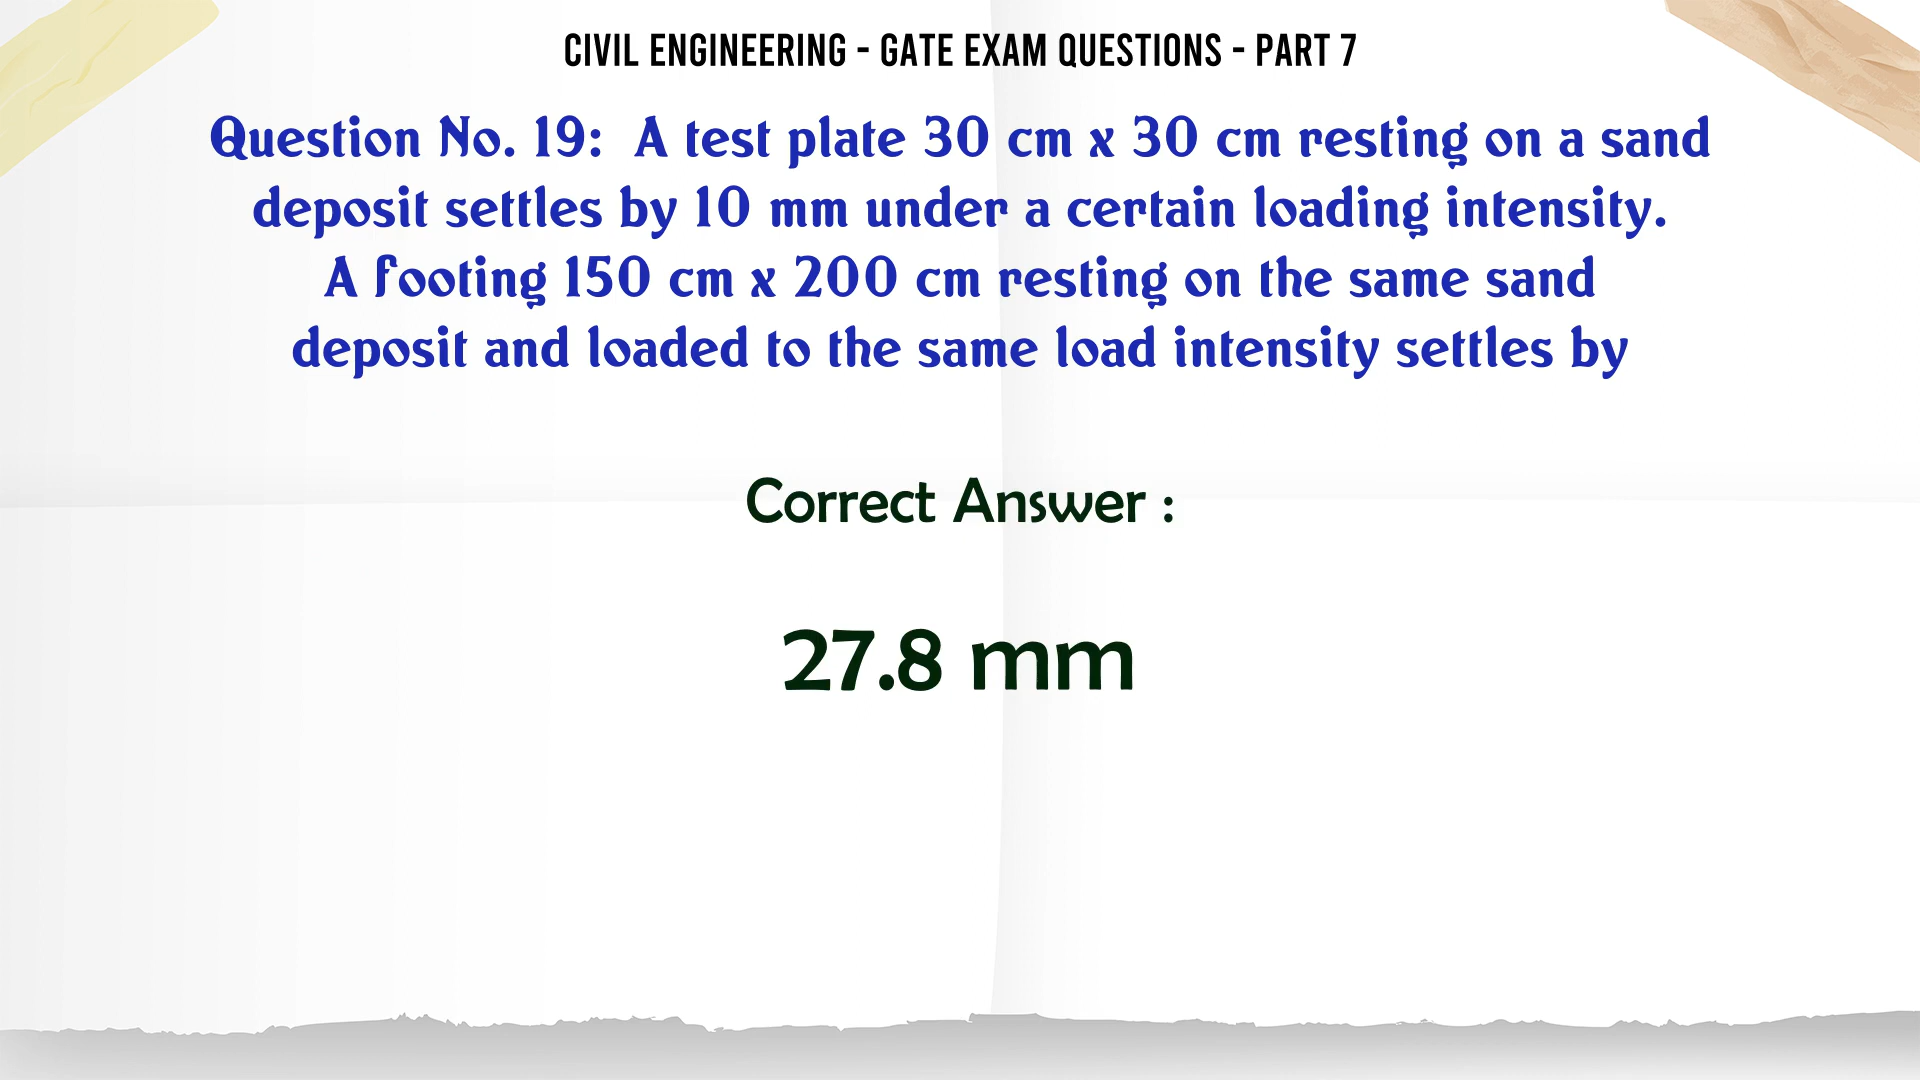 CIVIL ENGINEERING - GATE EXAM QUESTIONS - PART 7
Question No. 19: A test plate 30 cm x 30 cm resting on a sand
deposit settles by 10 mm under a certain loading intensity.
A footing 150 cm x 200 cm resting on the same sand
deposit and loaded to the same load intensity settles by
Correct Answer :
27.8 mm